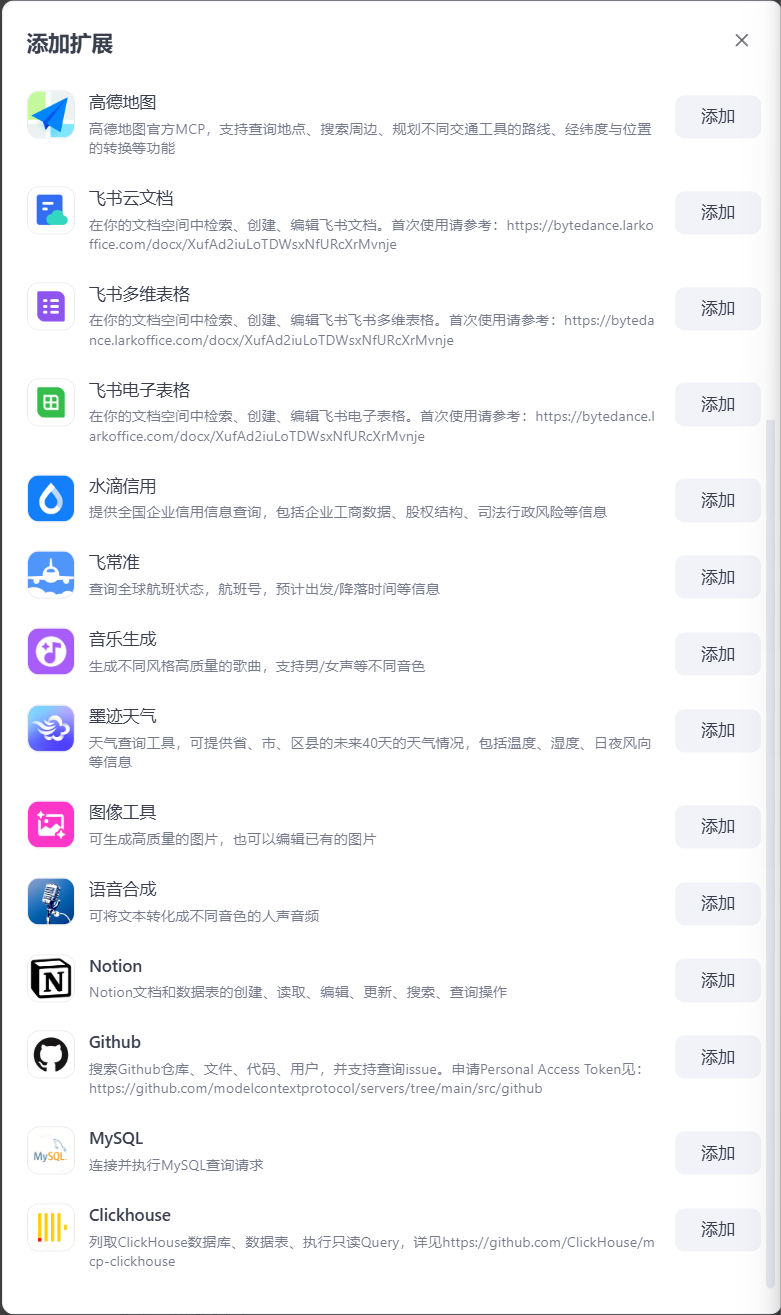 添加扩展
高德地图
高德地图官方MCP，支持查询地点、搜索周边、规划不同交通工具的路线、经纬度与位置
的转换等功能
添加
飞书云文档
在你的文档空间中检索、创建、编辑飞书文档。首次使用请参考：https://bytedance.larko
ffice.com/docx/XufAd2iuLoTDWsxNfURcXrMvnje
添加
飞书多维表格
在你的文档空间中检索、创建、编辑飞书飞书多维表格。首次使用请参考：https://byteda
nce.larkoffice.com/docx/XufAd2iuLoTDWsxNfURcXrMvnje
添加
飞书电子表格
在你的文档空间中检索、创建、编辑飞书电子表格。首次使用请参考：https://bytedance.l
arkoffice.com/docx/XufAd2iuLoTDWsxNfURcXrMvnje
添加
水滴信用
提供全国企业信用信息查询，包括企业工商数据、股权结构、司法行政风险等信息
添加
飞常准
查询全球航班状态，航班号，预计出发/降落时间等信息
添加
音乐生成
生成不同风格高质量的歌曲，支持男/女声等不同音色
添加
墨迹天气
天气查询工具，可提供省、市、区县的未来40天的天气情况，包括温度、湿度、日夜风向
等信息
添加
图像工具
可生成高质量的图片，也可以编辑已有的图片
添加
语音合成
可将文本转化成不同音色的人声音频
添加
Notion
Notion文档和数据表的创建、读取、编辑、更新、搜索、查询操作
添加
Github
搜索Github仓库、文件、代码、用户，并支持查询issue。申请Personal Access Token见：
https://github.com/modelcontextprotocol/servers/tree/main/src/github
添加
MySQL
MySQL
连接并执行MySQL查询请求
添加
Clickhouse
列取ClickHouse数据库、数据表、执行只读Query，详见https://github.com/ClickHouse/m
cp-clickhouse
添加